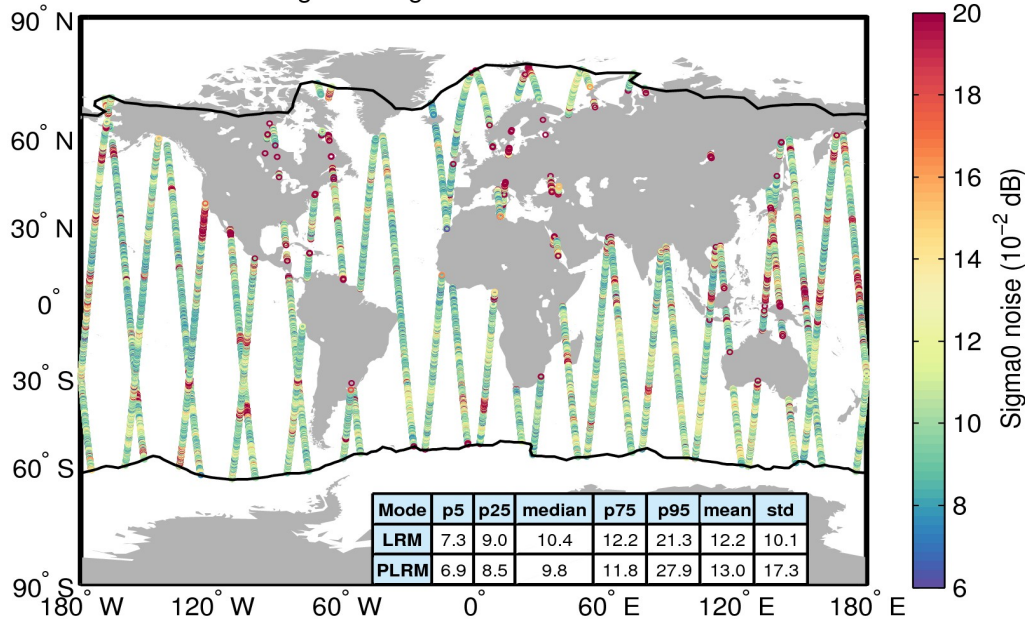 90° N
60° N
30° N
0°
30° S
60° S
90° S
180° W
120° W
60° W
0°
60° E
120° E
180° E
20
18
16
14
12
10
8
6
Sigma0 noise (10⁻² dB)
Mode p5 p25 median p75 p95 mean std
LRM 7.3 9.0 10.4 12.2 21.3 12.2 10.1
PLRM 6.9 8.5 9.8 11.8 27.9 13.0 17.3